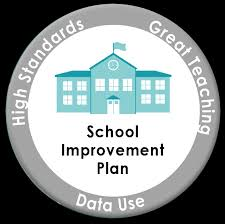 High Standards
Great Teaching
School
Improvement
Plan
Data Use